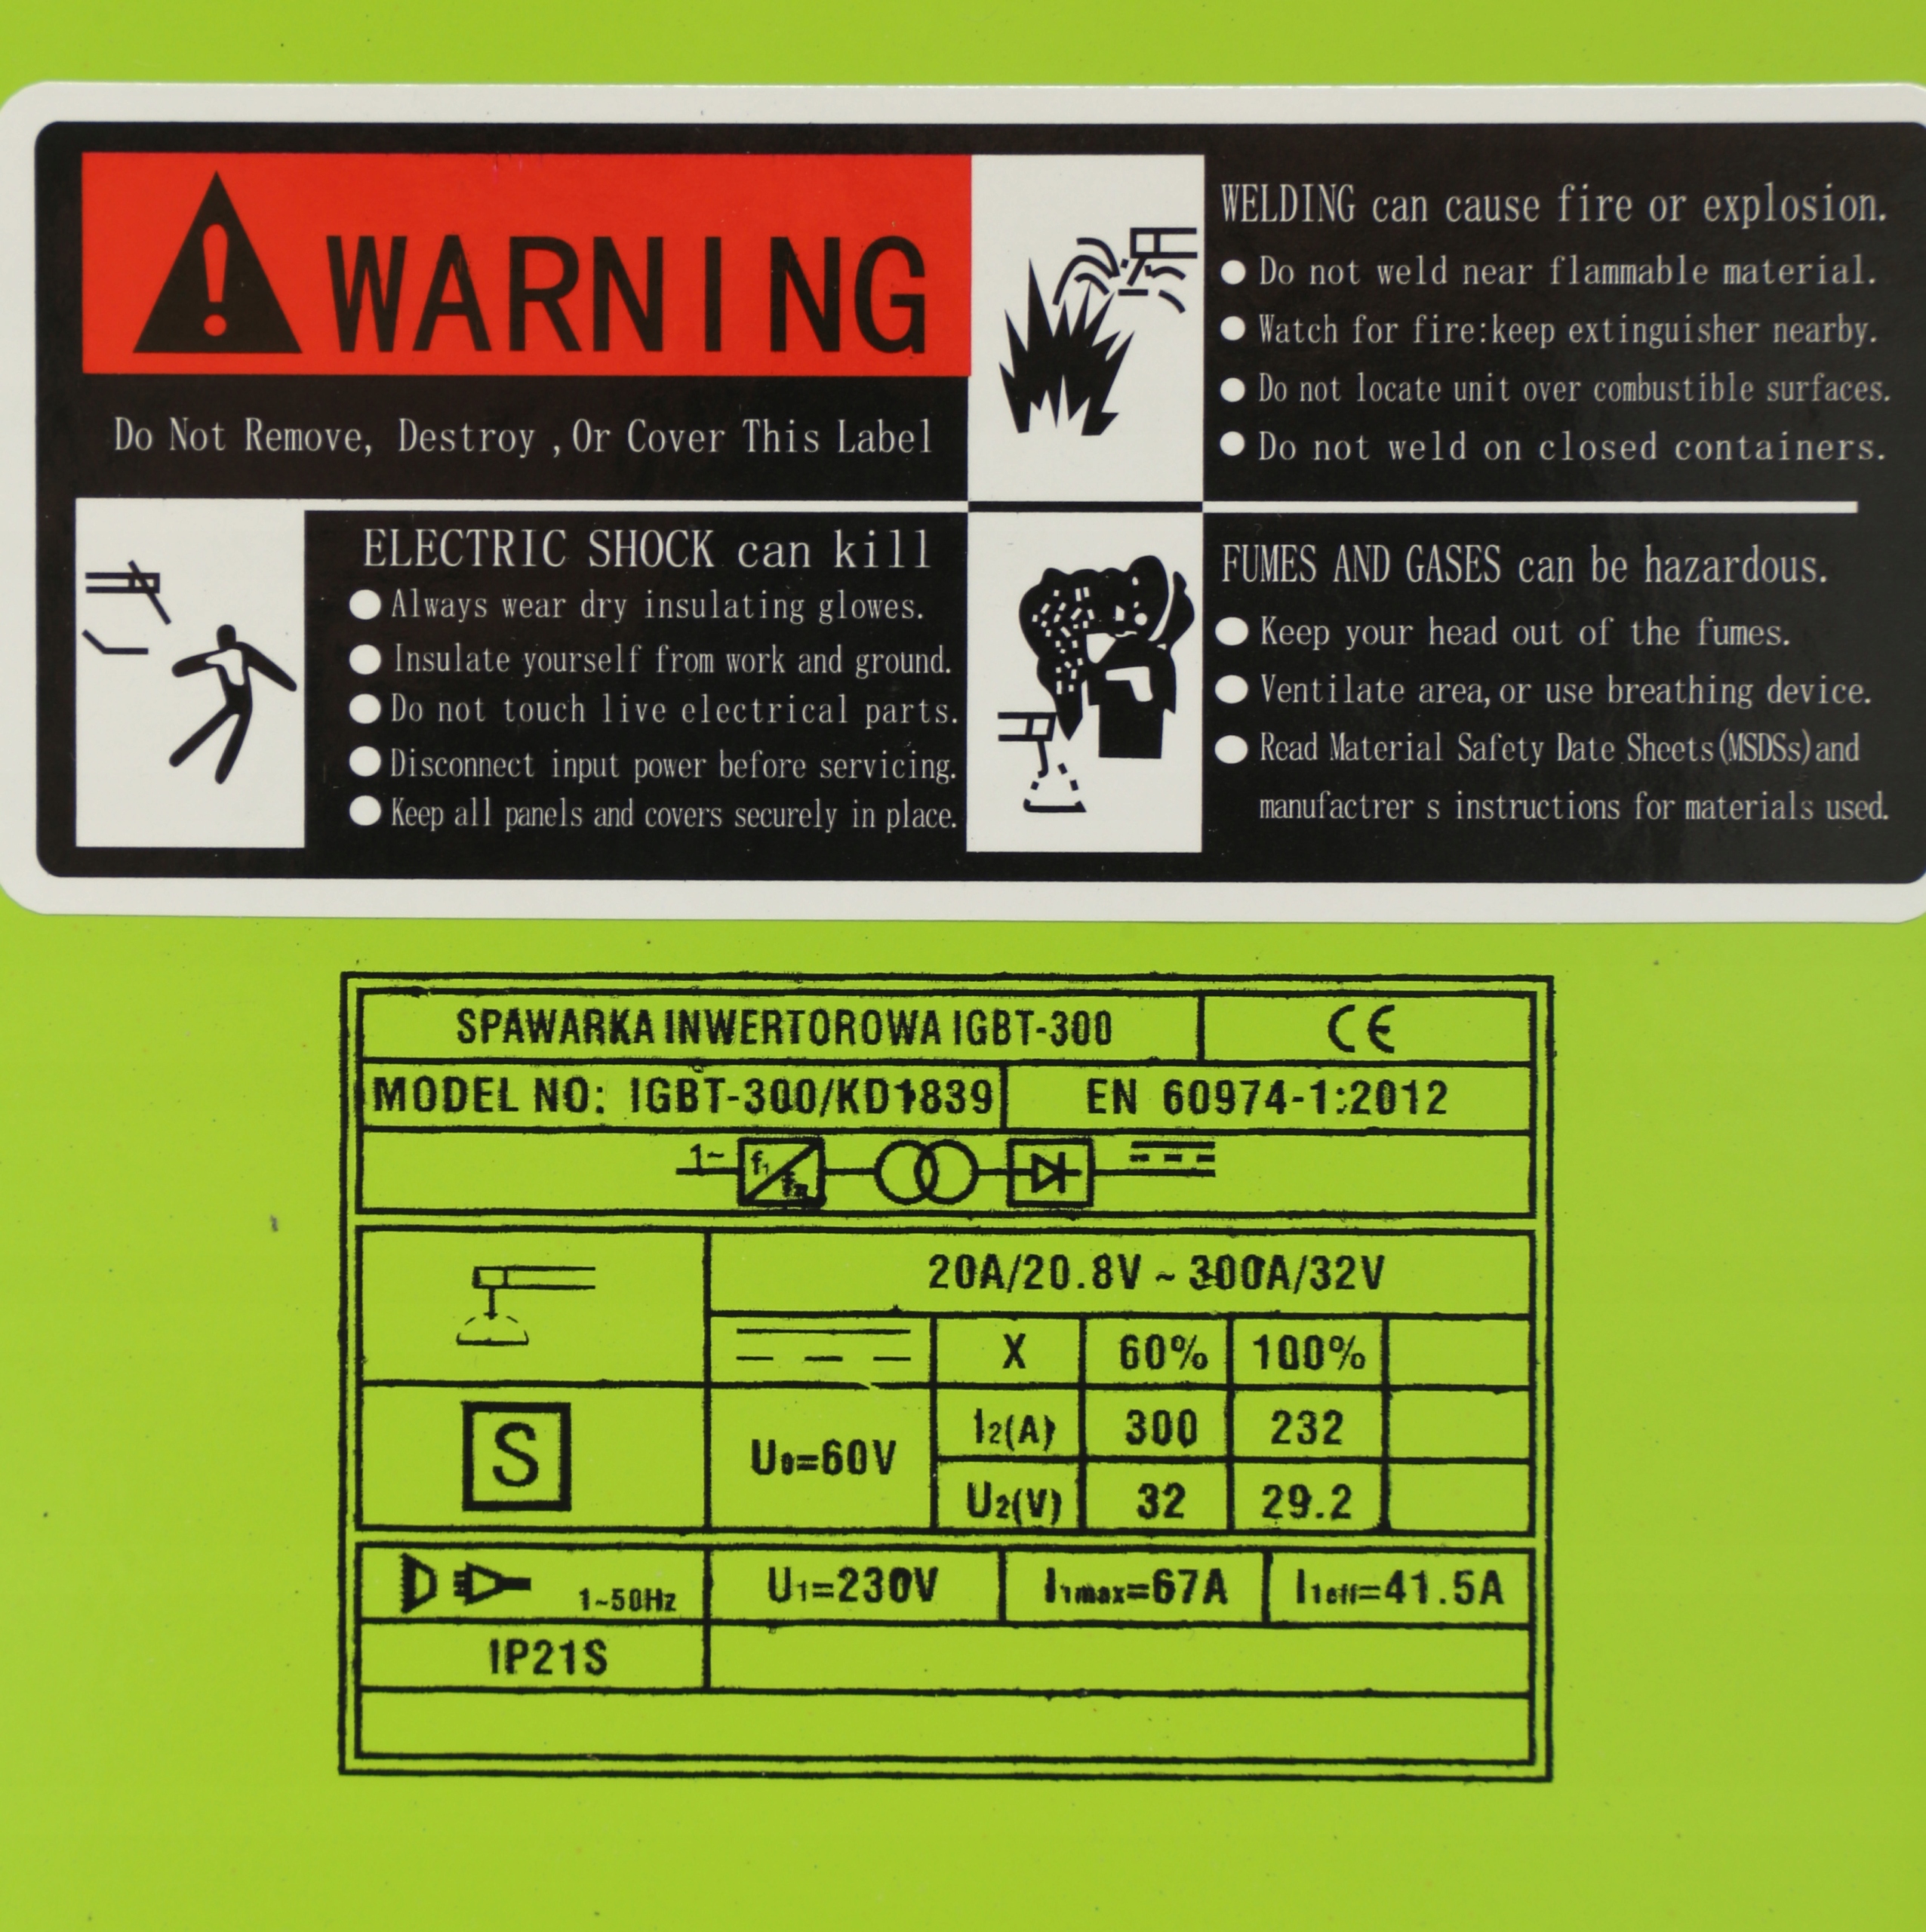 WARNING
Do Not Remove, Destroy ,Or Cover This Label
ELECTRIC SHOCK can kill
●Always wear dry insulating glowes.
●Insulate yourself from work and ground.
●Do not touch live electrical parts.
●Disconnect input power before servicing.
●Keep all panels and covers securely in place.
WELDING can cause fire or explosion.
●Do not weld near flammable material.
●Watch for fire:keep extinguisher nearby.
●Do not locate unit over combustible surfaces.
●Do not weld on closed containers.
FUMES AND GASES can be hazardous.
●Keep your head out of the fumes.
●Ventilate area,or use breathing device.
●Read Material Safety Date Sheets(MSDSs)and
manufactrer s instructions for materials used.
SPAWARKA INWERTOROWA IGBT-300 CE
MODEL NO: IGBT-300/KD1839 EN 60974-1:2012
1~ f1 f2
20A/20.8V ~ 300A/32V
X 60% 100%
S U0=60V I2(A) 300 232
U2(V) 32 29.2
1~50Hz U1=230V I1max=67A I1eff=41.5A
IP21S